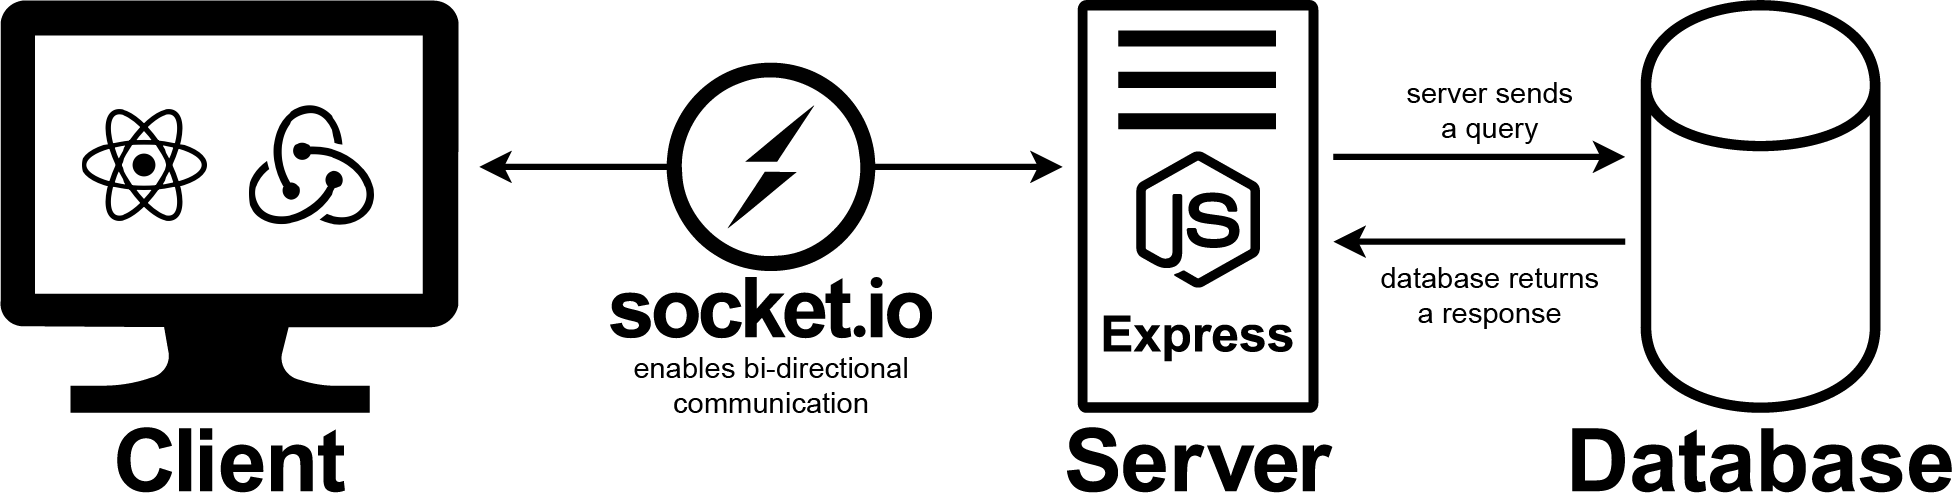 socket.io
enables bi-directional
communication
JS
Express
server sends
a query
database returns
a response
Client
Server
Database